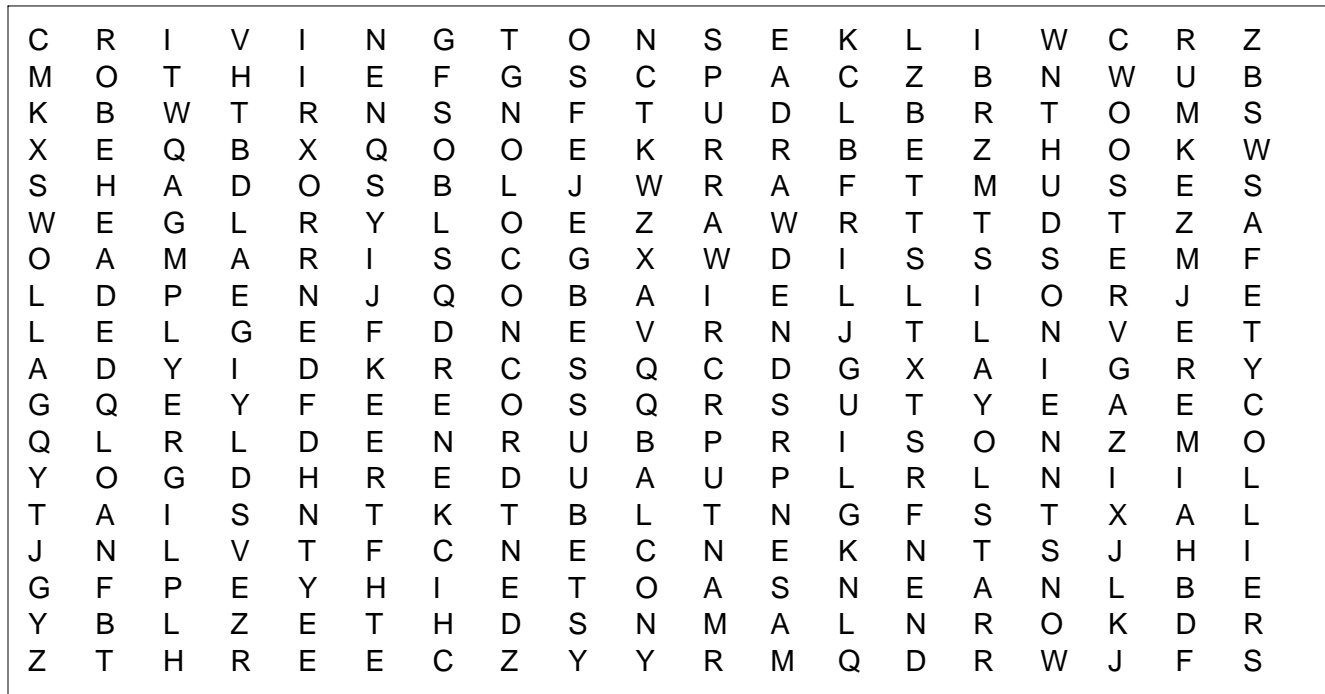 C R I V I N G T O N S E K L I W C R Z
M O T H I E F G S C P A C Z B N W U B
K B W T R N S N F T U D L B R T O M S
X E Q B X Q O O E K R R B E Z H O K W
S H A D O S B L J W R A F T M U S E S
W E G L R Y L O E Z A W R T T D T Z A
O A M A R I S C G X W D I S S S E M F
L D P E N J Q O B A I E L L I O R J E
L E L G E F D N E V R N J T L N V E T
A D Y I D K R C S Q C D G X A I G R Y
G Q E Y F E E O S Q R S U T Y E A E C
Q L R L D E N R U B P R I S O N Z M O
Y O G D H R E D U A U P L R L N I I L
T A I S N T K T B L T N G F S T X A L
J N L V T F C N E C N E K N T S J H I
G F P E Y H I E T O A S N E A N L B E
Y B L Z E T H D S N M A L N R O K D R
Z T H R E E C Z Y Y R M Q D R W J F S